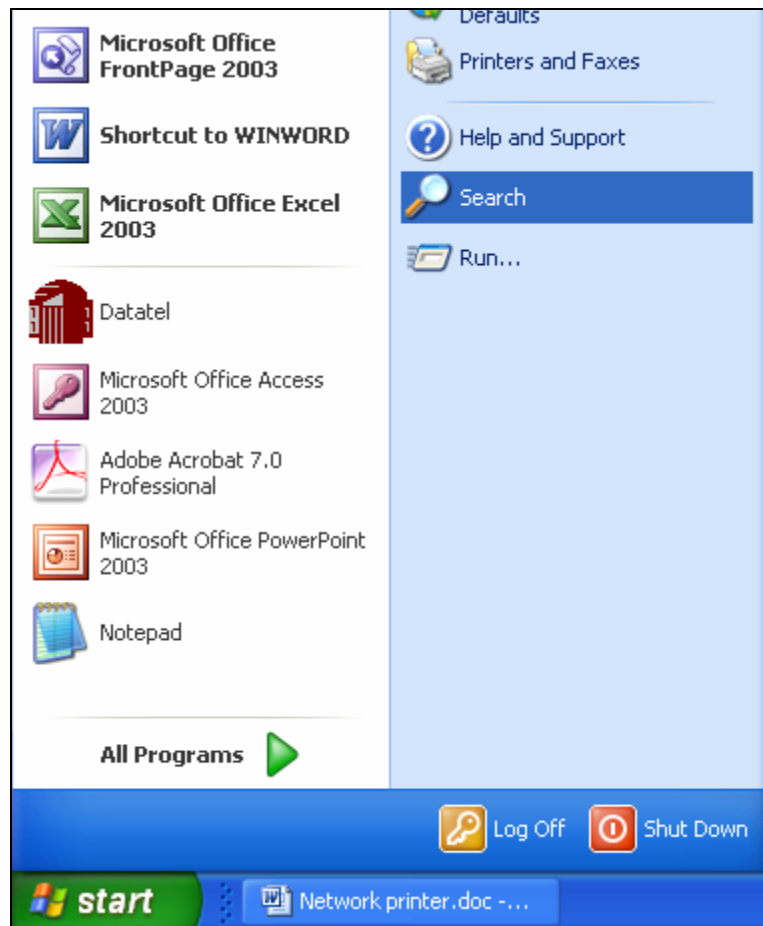 Microsoft Office
FrontPage 2003
Shortcut to WINWORD
Microsoft Office Excel
2003
Datatel
Microsoft Office Access
2003
Adobe Acrobat 7.0
Professional
Microsoft Office PowerPoint
2003
Notepad
All Programs
Defaults
Printers and Faxes
Help and Support
Search
Run...
Log Off
Shut Down
start
Network printer.doc -...